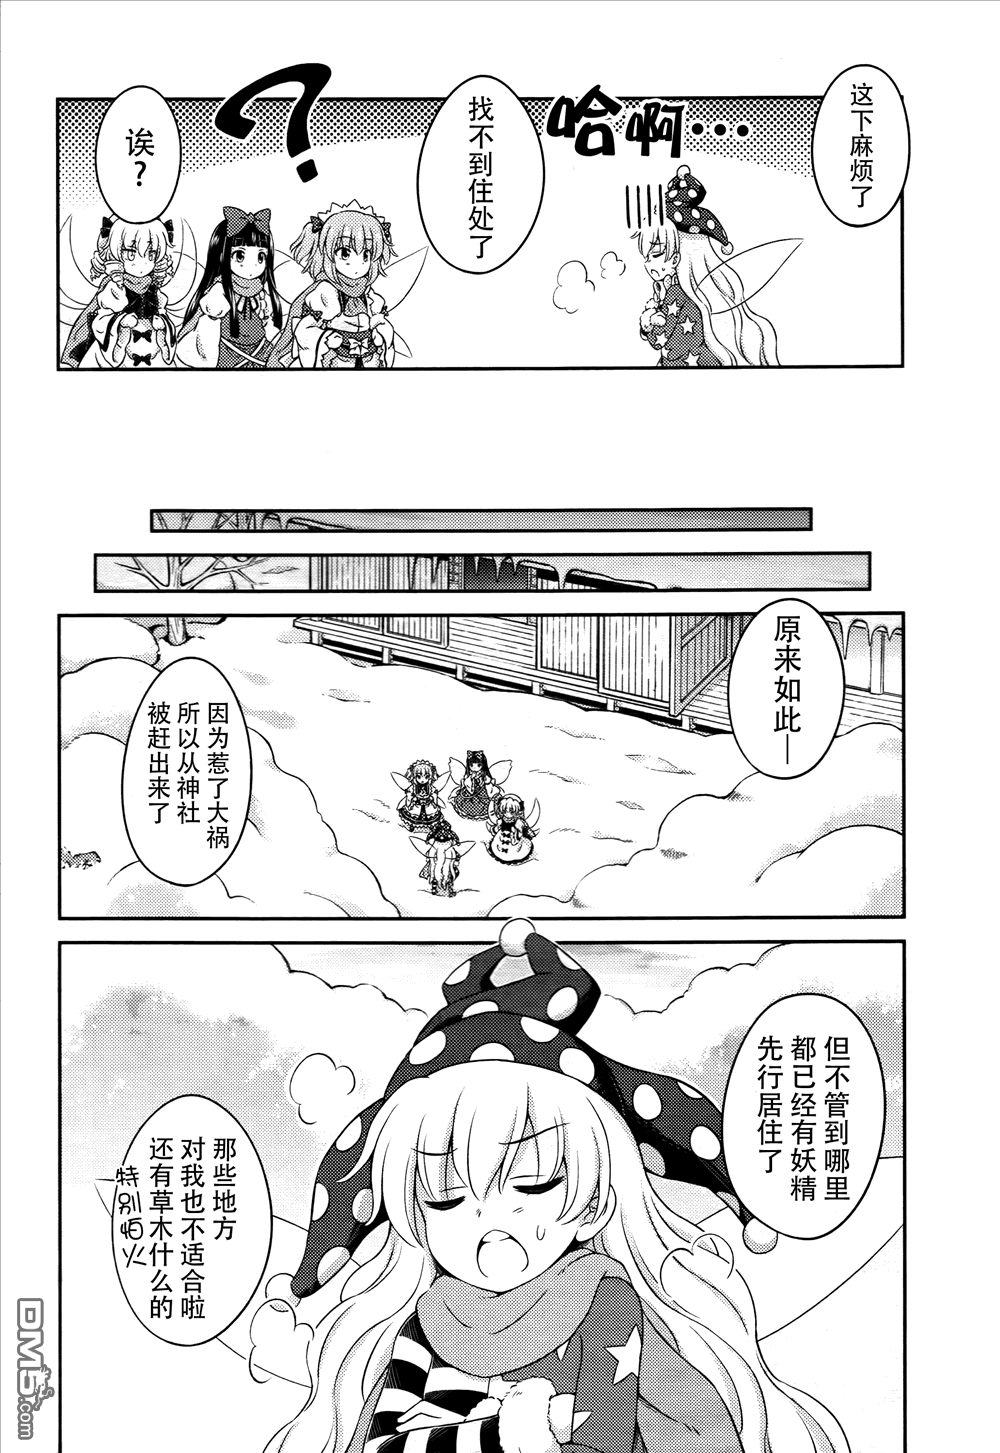 这下麻烦了
哈啊…
找不到住处了
?
诶?
原来如此—
因为惹了大祸
所以从神社
被赶出来了
但不管到哪里
都已经有妖精
先行居住了
那些地方
对我也不适合啦
还有草木什么的
特别怕火
DM5
.com